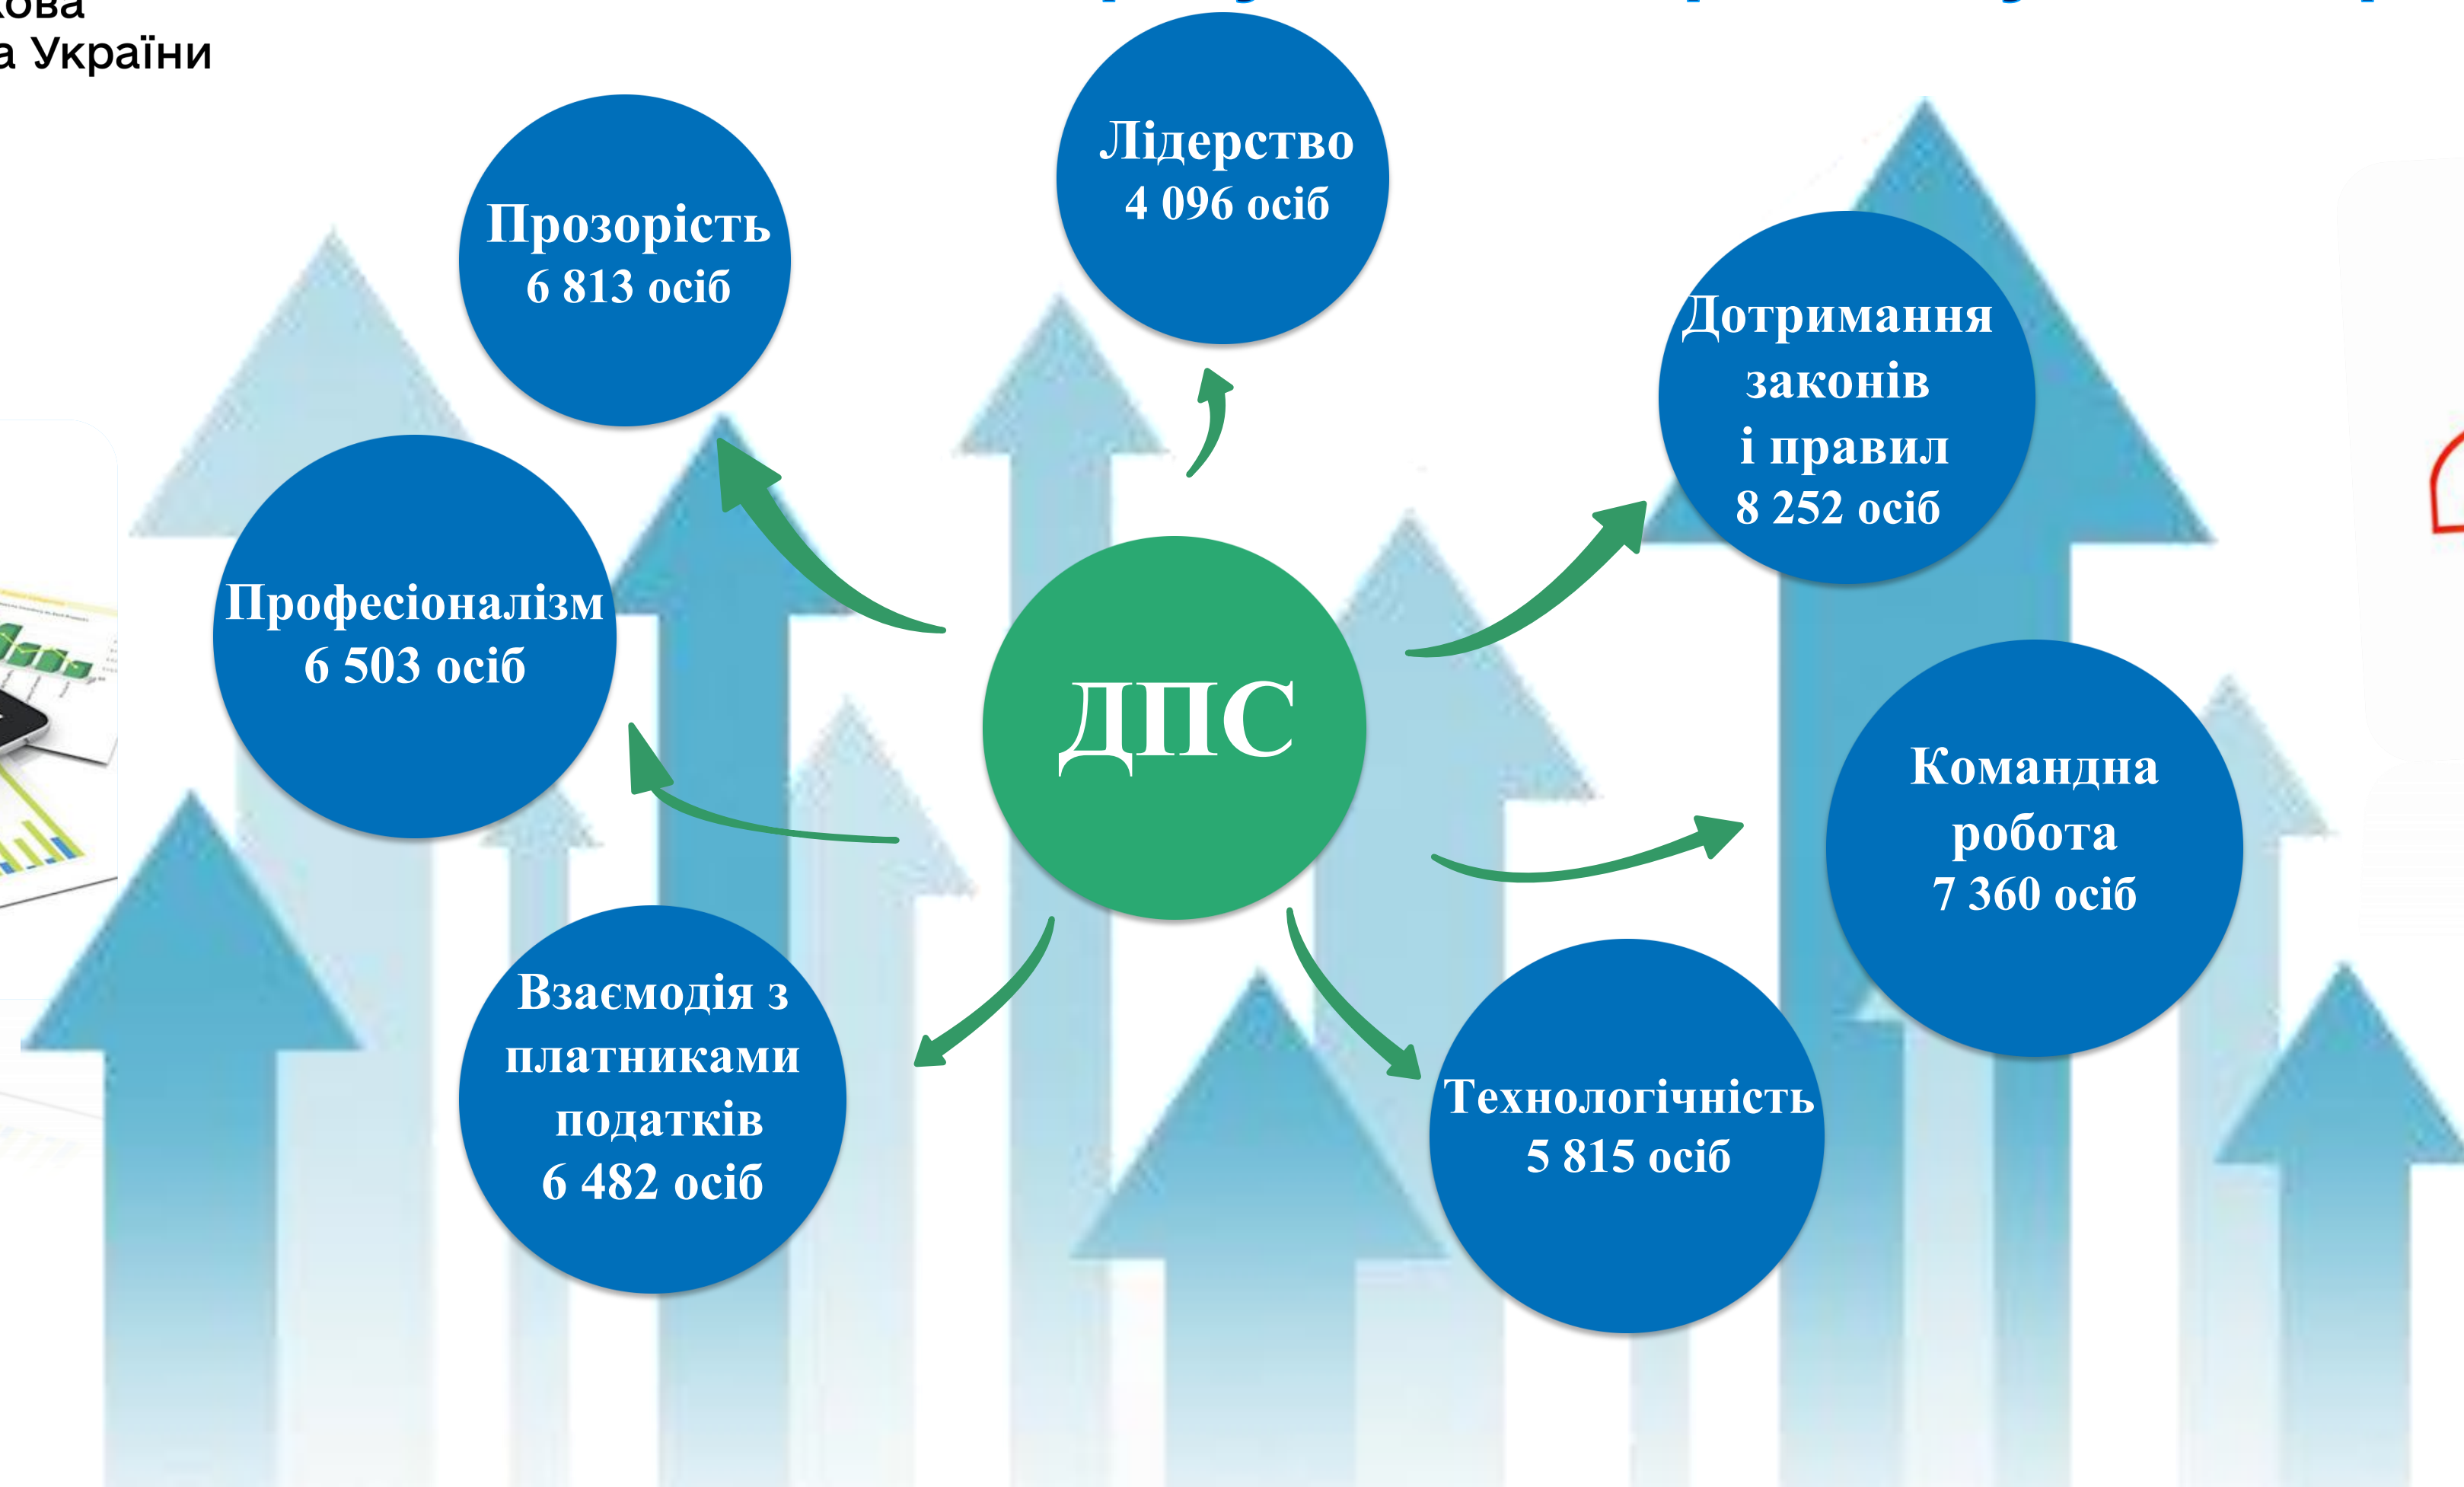 а України
Лідерство
4 096 осіб
Прозорість
6 813 осіб
Дотримання
законів
і правил
8 252 осіб
Професіоналізм
6 503 осіб
ДПС
Командна
робота
7 360 осіб
Взаємодія з
платниками
податків
6 482 осіб
Технологічність
5 815 осіб